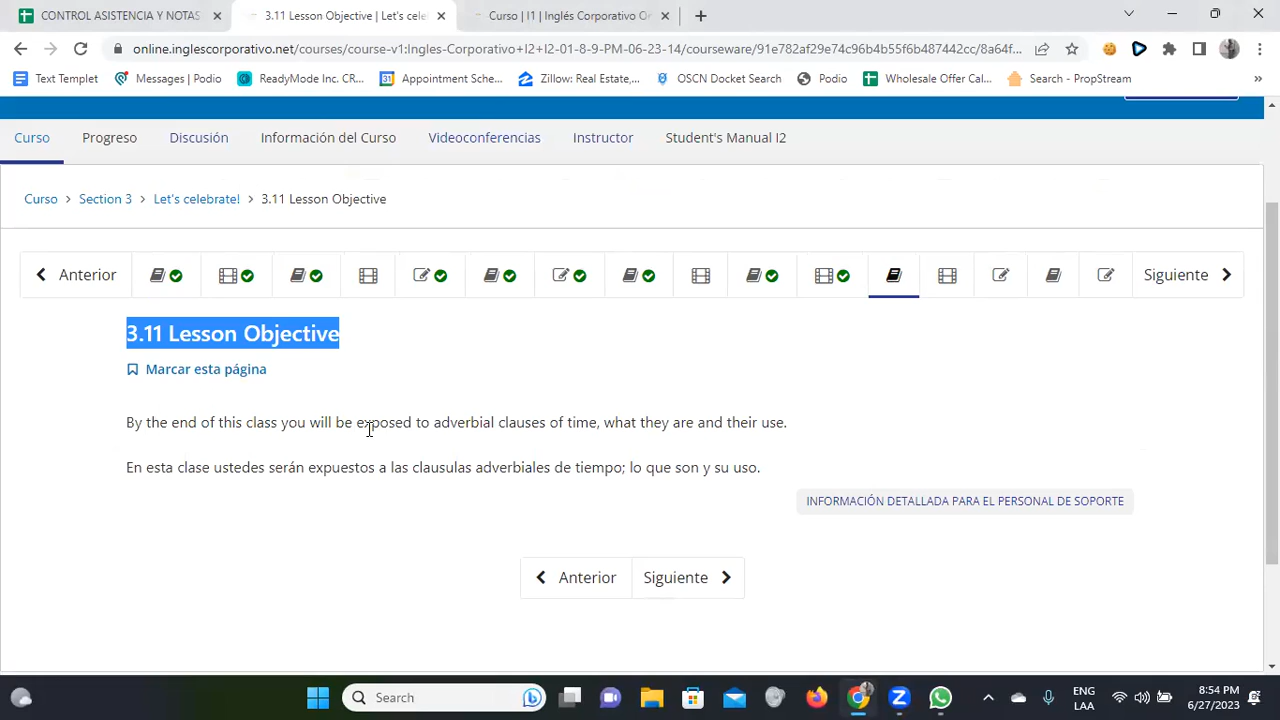 CONTROL ASISTENCIA Y NOTAS
3.11 Lesson Objective | Let's cele
Curso | I1 | Inglés Corporativo Or
online.inglescorporativo.net/courses/course-v1:Ingles-Corporativo+I2+I2-01-8-9-PM-06-23-14/courseware/91e782af29e74c96b4b55f6b487442cc/8a64f...
Text Templet
Messages | Podio
ReadyMode Inc. CR...
Appointment Sche...
Zillow: Real Estate,...
OSCN Docket Search
Podio
Wholesale Offer Cal...
Search - PropStream
»
Curso
Progreso
Discusión
Información del Curso
Videoconferencias
Instructor
Student's Manual I2
Curso > Section 3 > Let's celebrate! > 3.11 Lesson Objective
Anterior
Siguiente
3.11 Lesson Objective
Marcar esta página
By the end of this class you will be exposed to adverbial clauses of time, what they are and their use.
En esta clase ustedes serán expuestos a las clausulas adverbiales de tiempo; lo que son y su uso.
INFORMACIÓN DETALLADA PARA EL PERSONAL DE SOPORTE
Anterior
Siguiente
Search
ENG
LAA
8:54 PM
6/27/2023